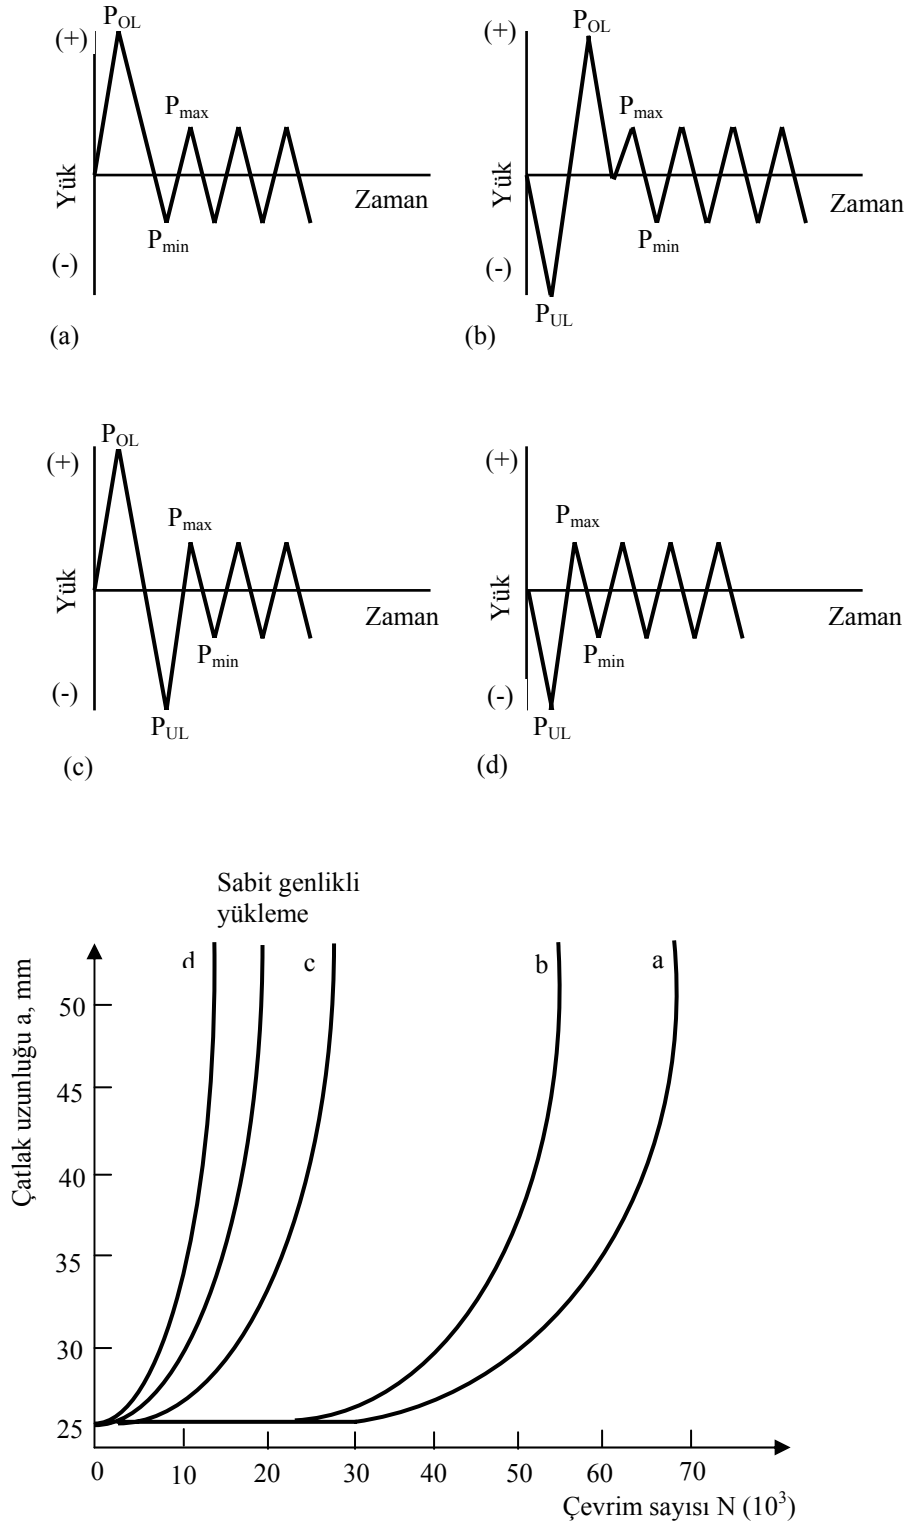 P_OL
(+)
P_max
Yük
Zaman
P_min
(-)
(a)
P_OL
(+)
P_max
Yük
Zaman
P_min
(-)
P_UL
(b)
P_OL
(+)
P_max
Yük
Zaman
P_min
(-)
P_UL
(c)
(+)
P_max
Yük
Zaman
P_min
(-)
P_UL
(d)
Sabit genlikli
yükleme
d
c
b
a
Çatlak uzunluğu a, mm
50
45
40
35
30
25
0 10 20 30 40 50 60 70
Çevrim sayısı N (10³)